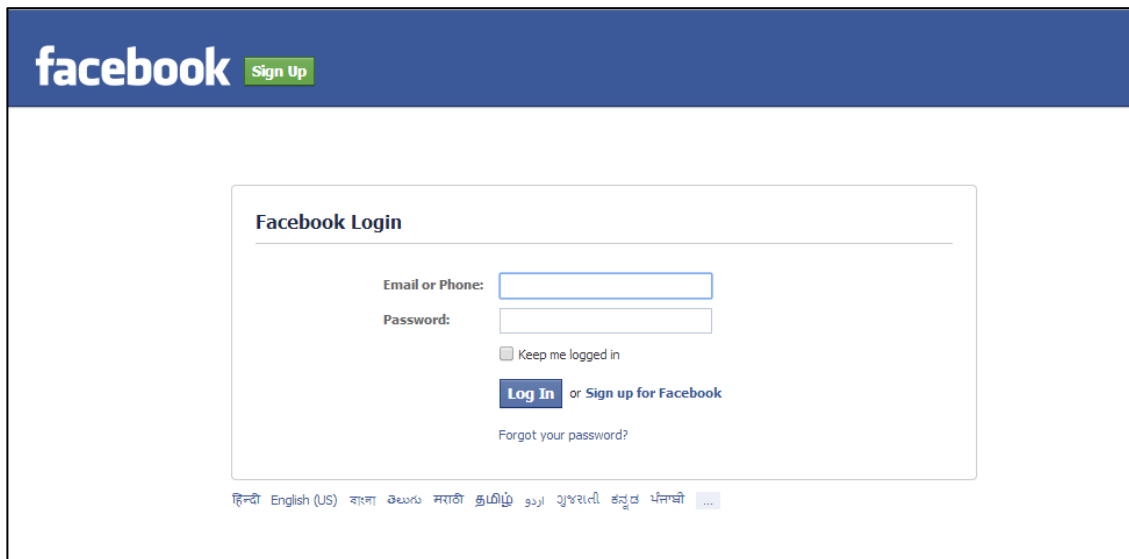 facebook Sign Up
Facebook Login
Email or Phone:
Password:
Keep me logged in
Log In or Sign up for Facebook
Forgot your password?
हिन्दी English (US) বাংলা తెలుగు मराठी தமிழ் اردو ગુજરાતી ಕನ್ನಡ ਪੰਜਾਬੀ ...